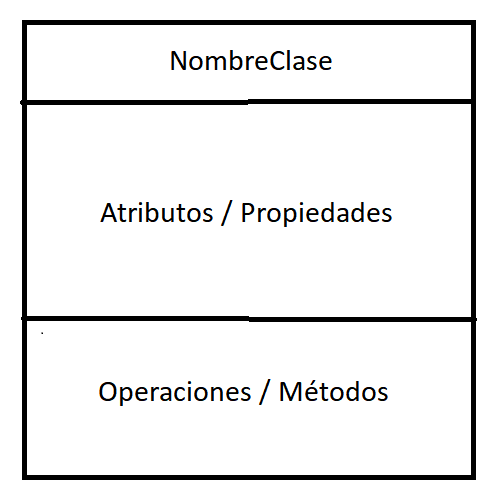 NombreClase
Atributos / Propiedades
Operaciones / Métodos